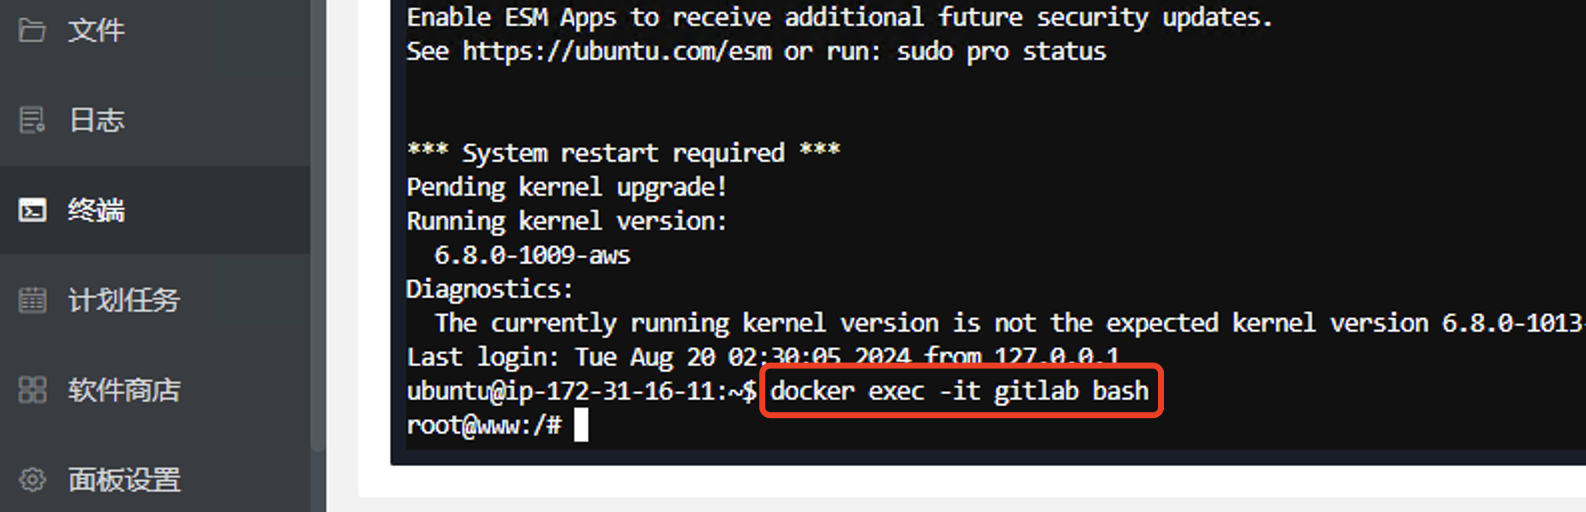 文件
日志
终端
计划任务
软件商店
面板设置
Enable ESM Apps to receive additional future security updates.
See https://ubuntu.com/esm or run: sudo pro status
*** System restart required ***
Pending kernel upgrade!
Running kernel version:
6.8.0-1009-aws
Diagnostics:
The currently running kernel version is not the expected kernel version 6.8.0-1013-
Last login: Tue Aug 20 02:30:05 2024 from 127.0.0.1
ubuntu@ip-172-31-16-11:~$ docker exec -it gitlab bash
root@www:/#